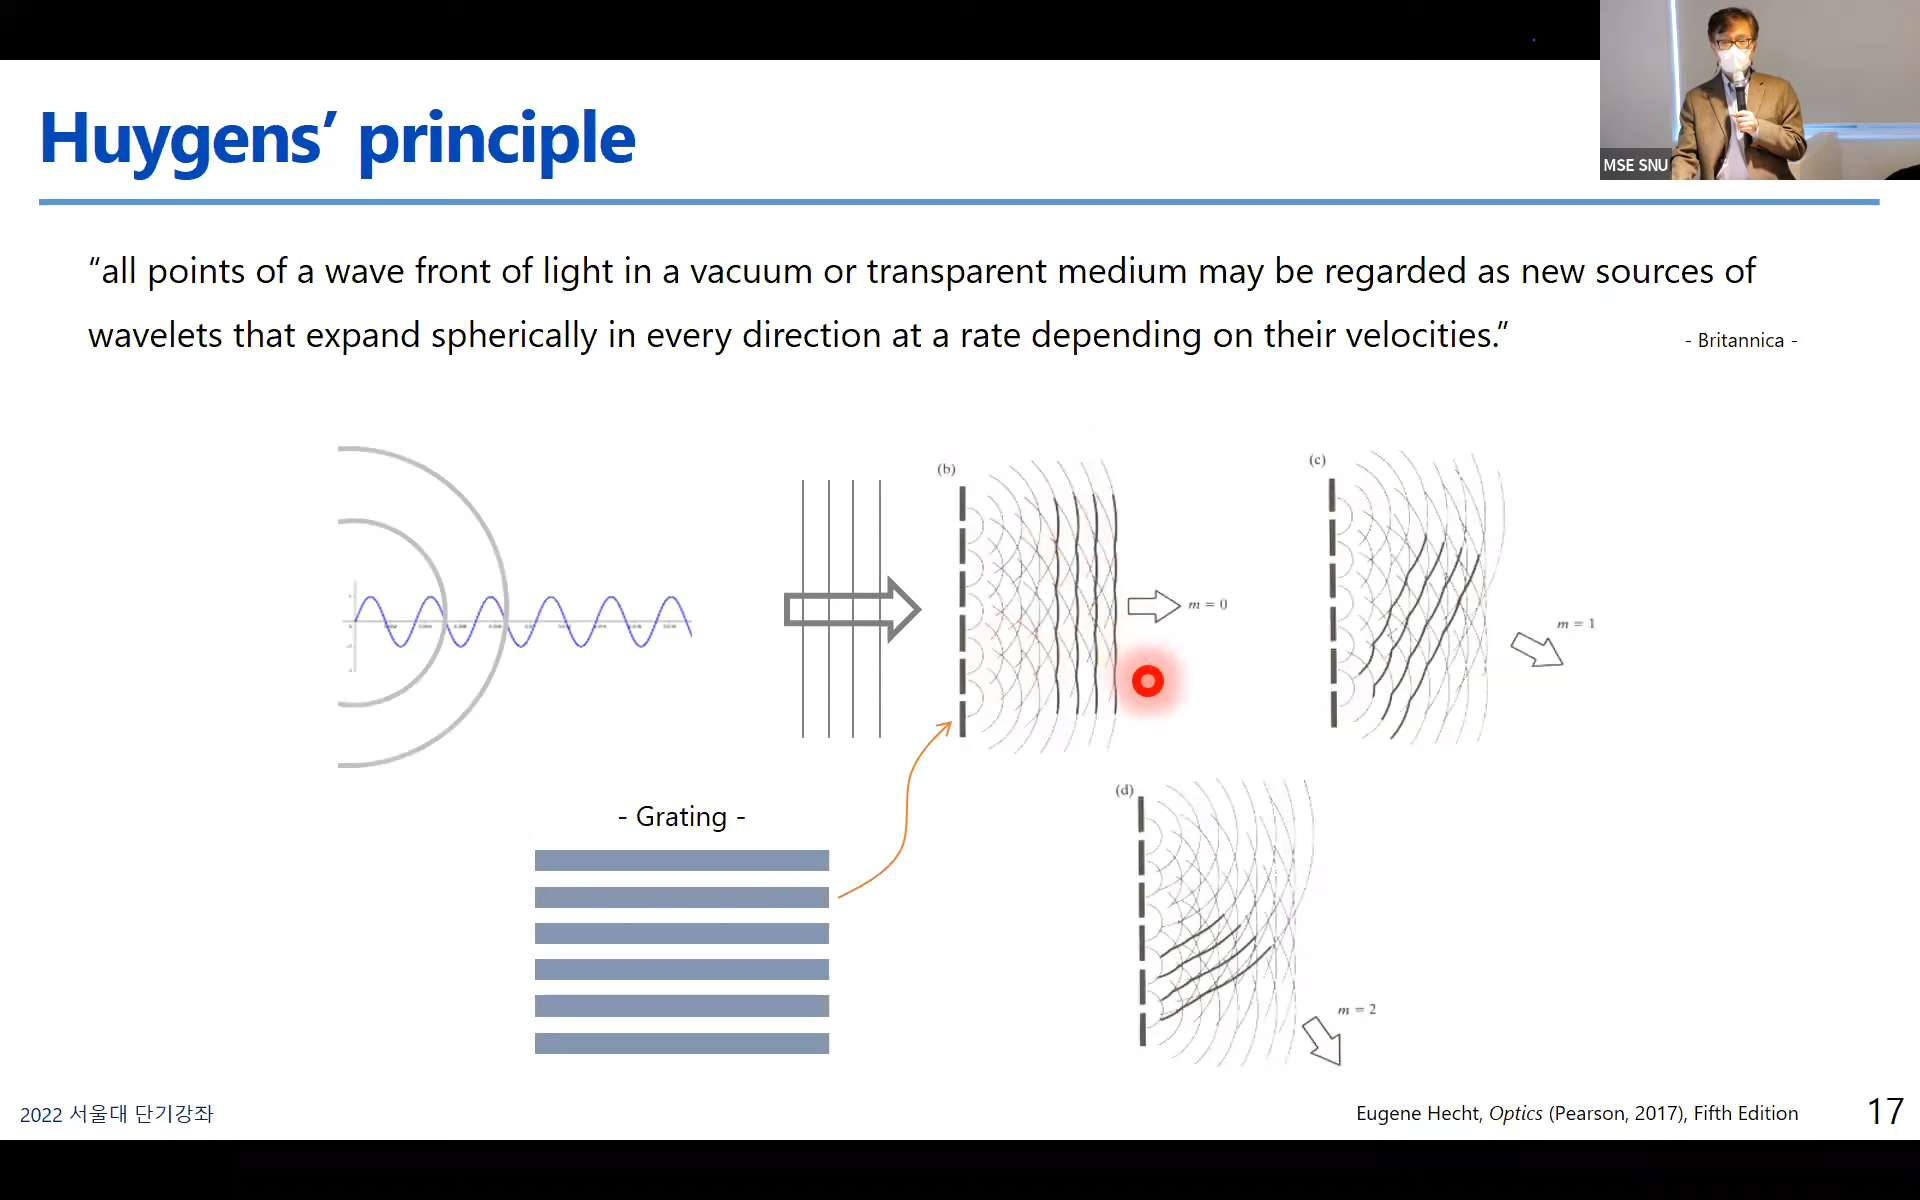 MSE SNU
Huygens’ principle
“all points of a wave front of light in a vacuum or transparent medium may be regarded as new sources of
wavelets that expand spherically in every direction at a rate depending on their velocities.”
- Britannica -
(b)
m = 0
(c)
m = 1
- Grating -
(d)
m = 2
2022 서울대 단기강좌
Eugene Hecht, Optics (Pearson, 2017), Fifth Edition
17